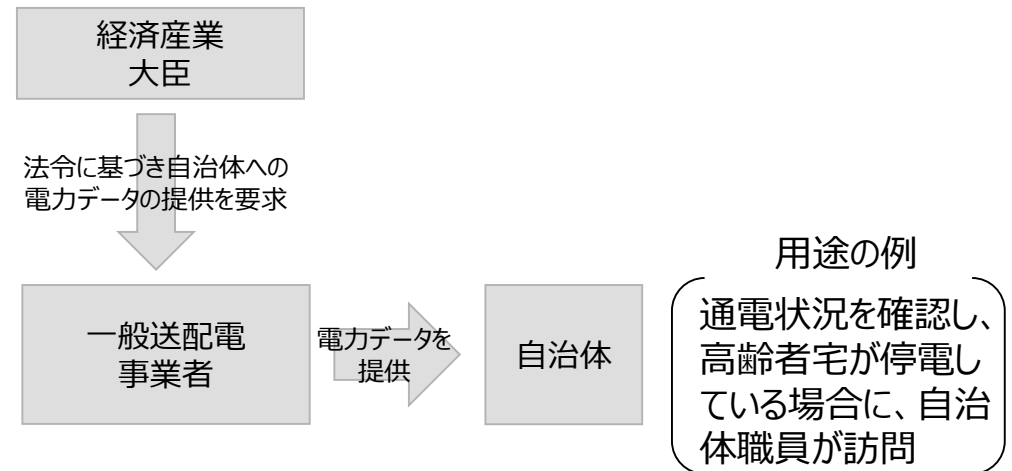 経済産業
大臣
法令に基づき自治体への
電力データの提供を要求
一般送配電
事業者
電力データを
提供
自治体
用途の例
通電状況を確認し、
高齢者宅が停電し
ている場合に、自治
体職員が訪問